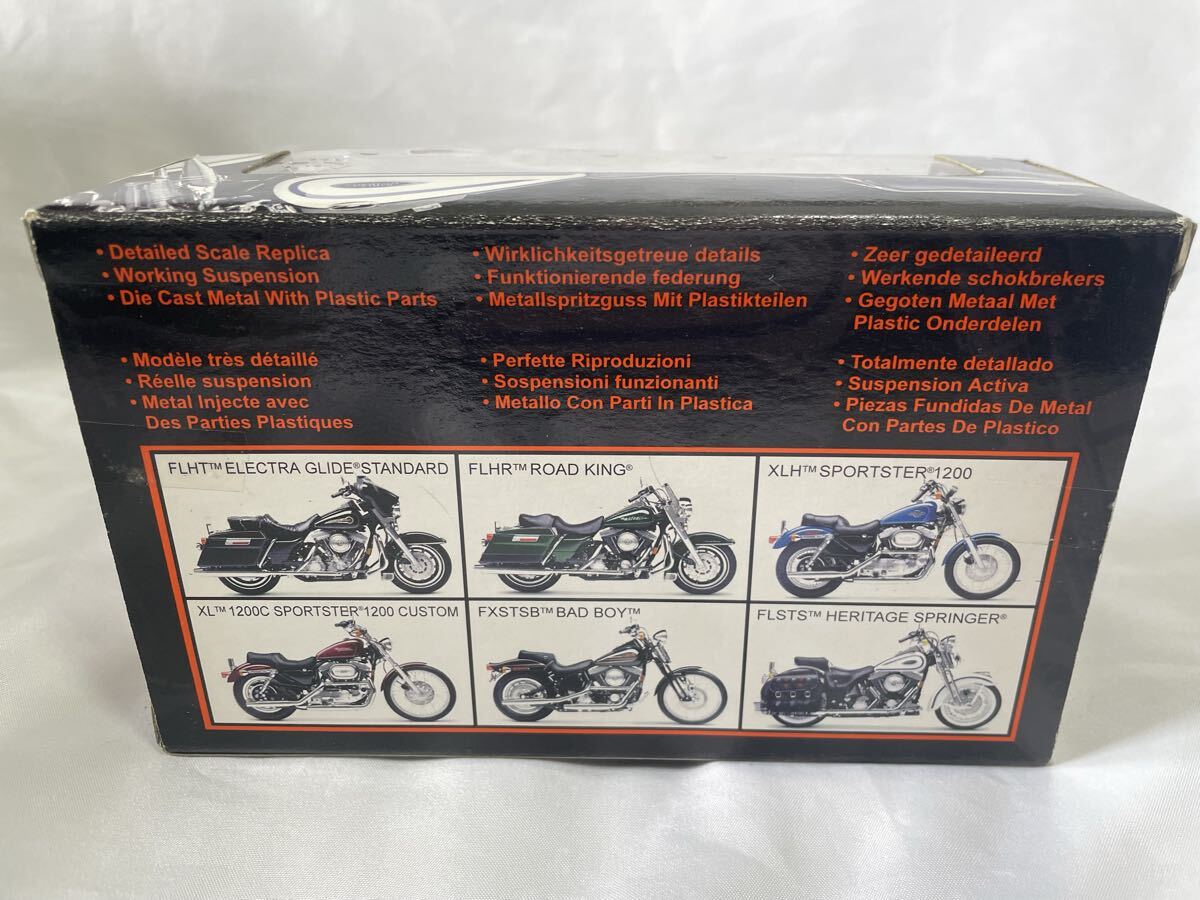 • Detailed Scale Replica
• Working Suspension
• Die Cast Metal With Plastic Parts
• Wirklichkeitsgetreue details
• Funktionierende federung
• Metallspritzguss Mit Plastikteilen
• Zeer gedetaileerd
• Werkende schokbrekers
• Gegoten Metaal Met
Plastic Onderdelen
• Modèle très détaillé
• Réelle suspension
• Metal Injecte avec
Des Parties Plastiques
• Perfette Riproduzioni
• Sospensioni funzionanti
• Metallo Con Parti In Plastica
• Totalmente detallado
• Suspension Activa
• Piezas Fundidas De Metal
Con Partes De Plastico
FLHT™ ELECTRA GLIDE® STANDARD
FLHR™ ROAD KING®
XLH™ SPORTSTER® 1200
XL™ 1200C SPORTSTER® 1200 CUSTOM
FXSTSB™ BAD BOY™
FLSTS™ HERITAGE SPRINGER®